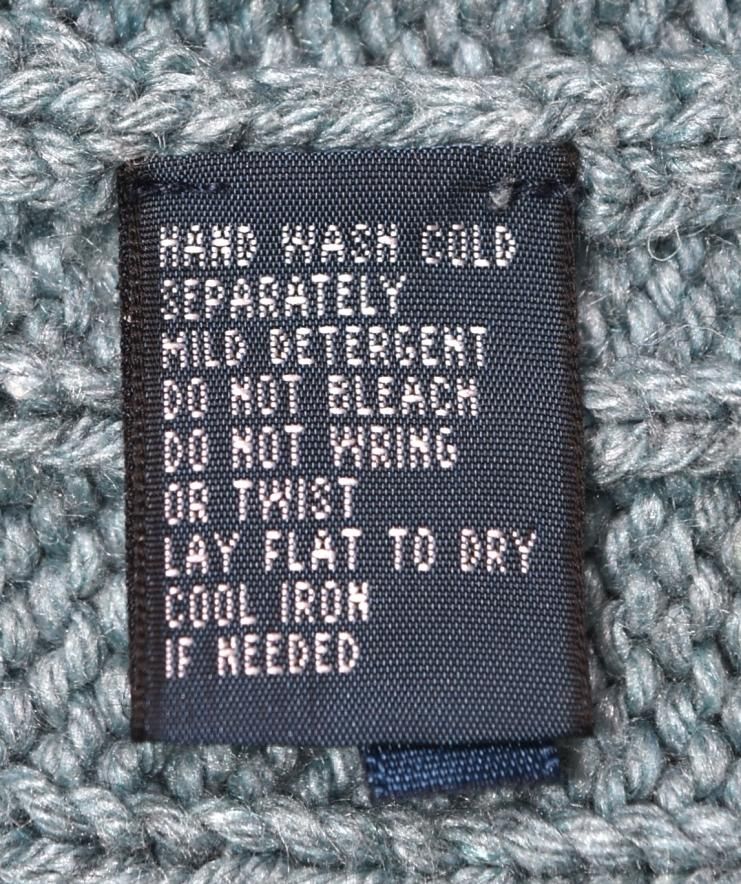 HAND WASH COLD
SEPARATELY
MILD DETERGENT
DO NOT BLEACH
DO NOT WRING
OR TWIST
LAY FLAT TO DRY
COOL IRON
IF NEEDED